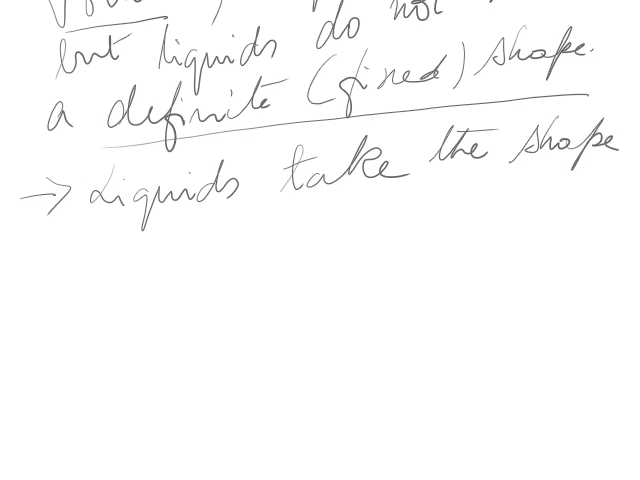 but liquids do not
a definite (fixed) shape.
→ Liquids take the shape